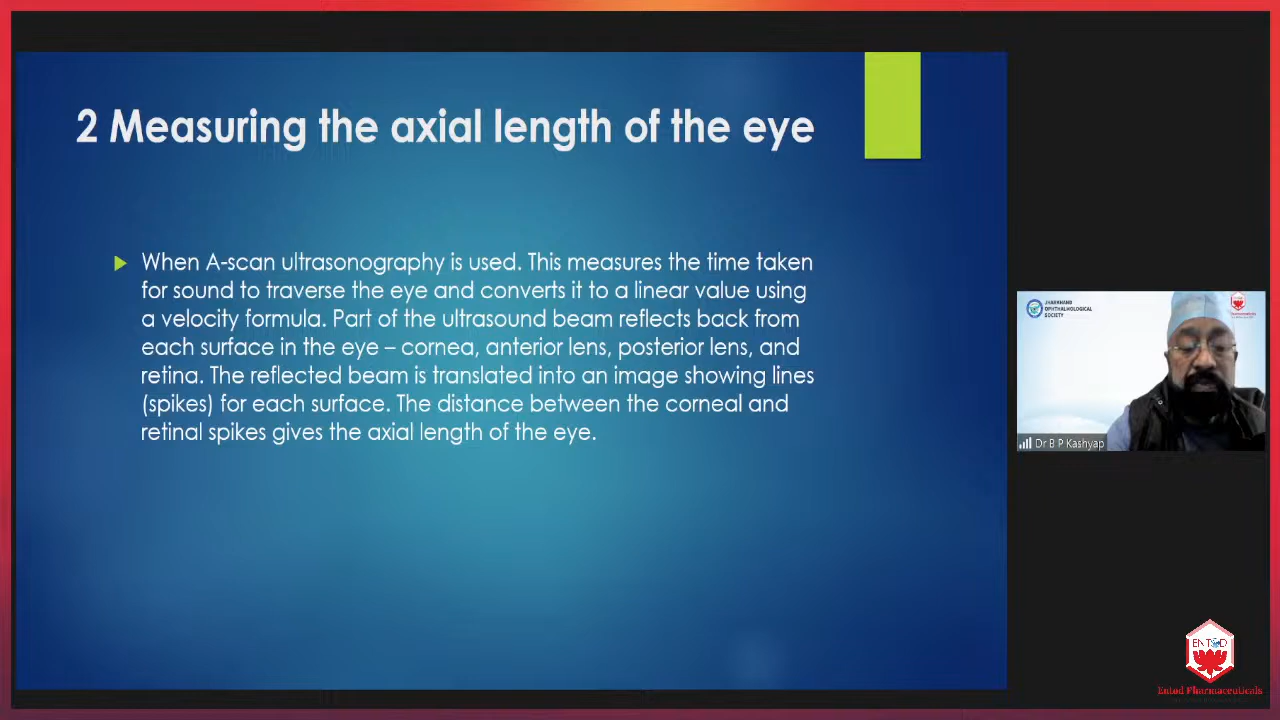 2 Measuring the axial length of the eye
When A-scan ultrasonography is used. This measures the time taken
for sound to traverse the eye and converts it to a linear value using
a velocity formula. Part of the ultrasound beam reflects back from
each surface in the eye – cornea, anterior lens, posterior lens, and
retina. The reflected beam is translated into an image showing lines
(spikes) for each surface. The distance between the corneal and
retinal spikes gives the axial length of the eye.
JHARKHAND
OPHTHALMOLOGICAL
SOCIETY
Dr B P Kashyap
ENTOD
Entod Pharmaceuticals